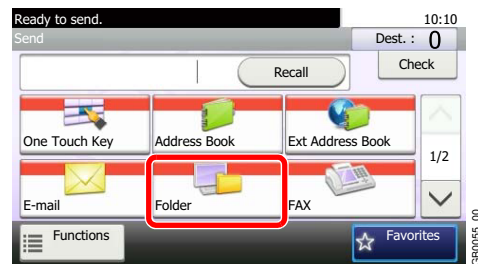 Ready to send.
10:10
Send
Dest. : 0
Recall
Check
One Touch Key
Address Book
Ext Address Book
1/2
E-mail
Folder
FAX
Functions
Favorites
GB0055_00